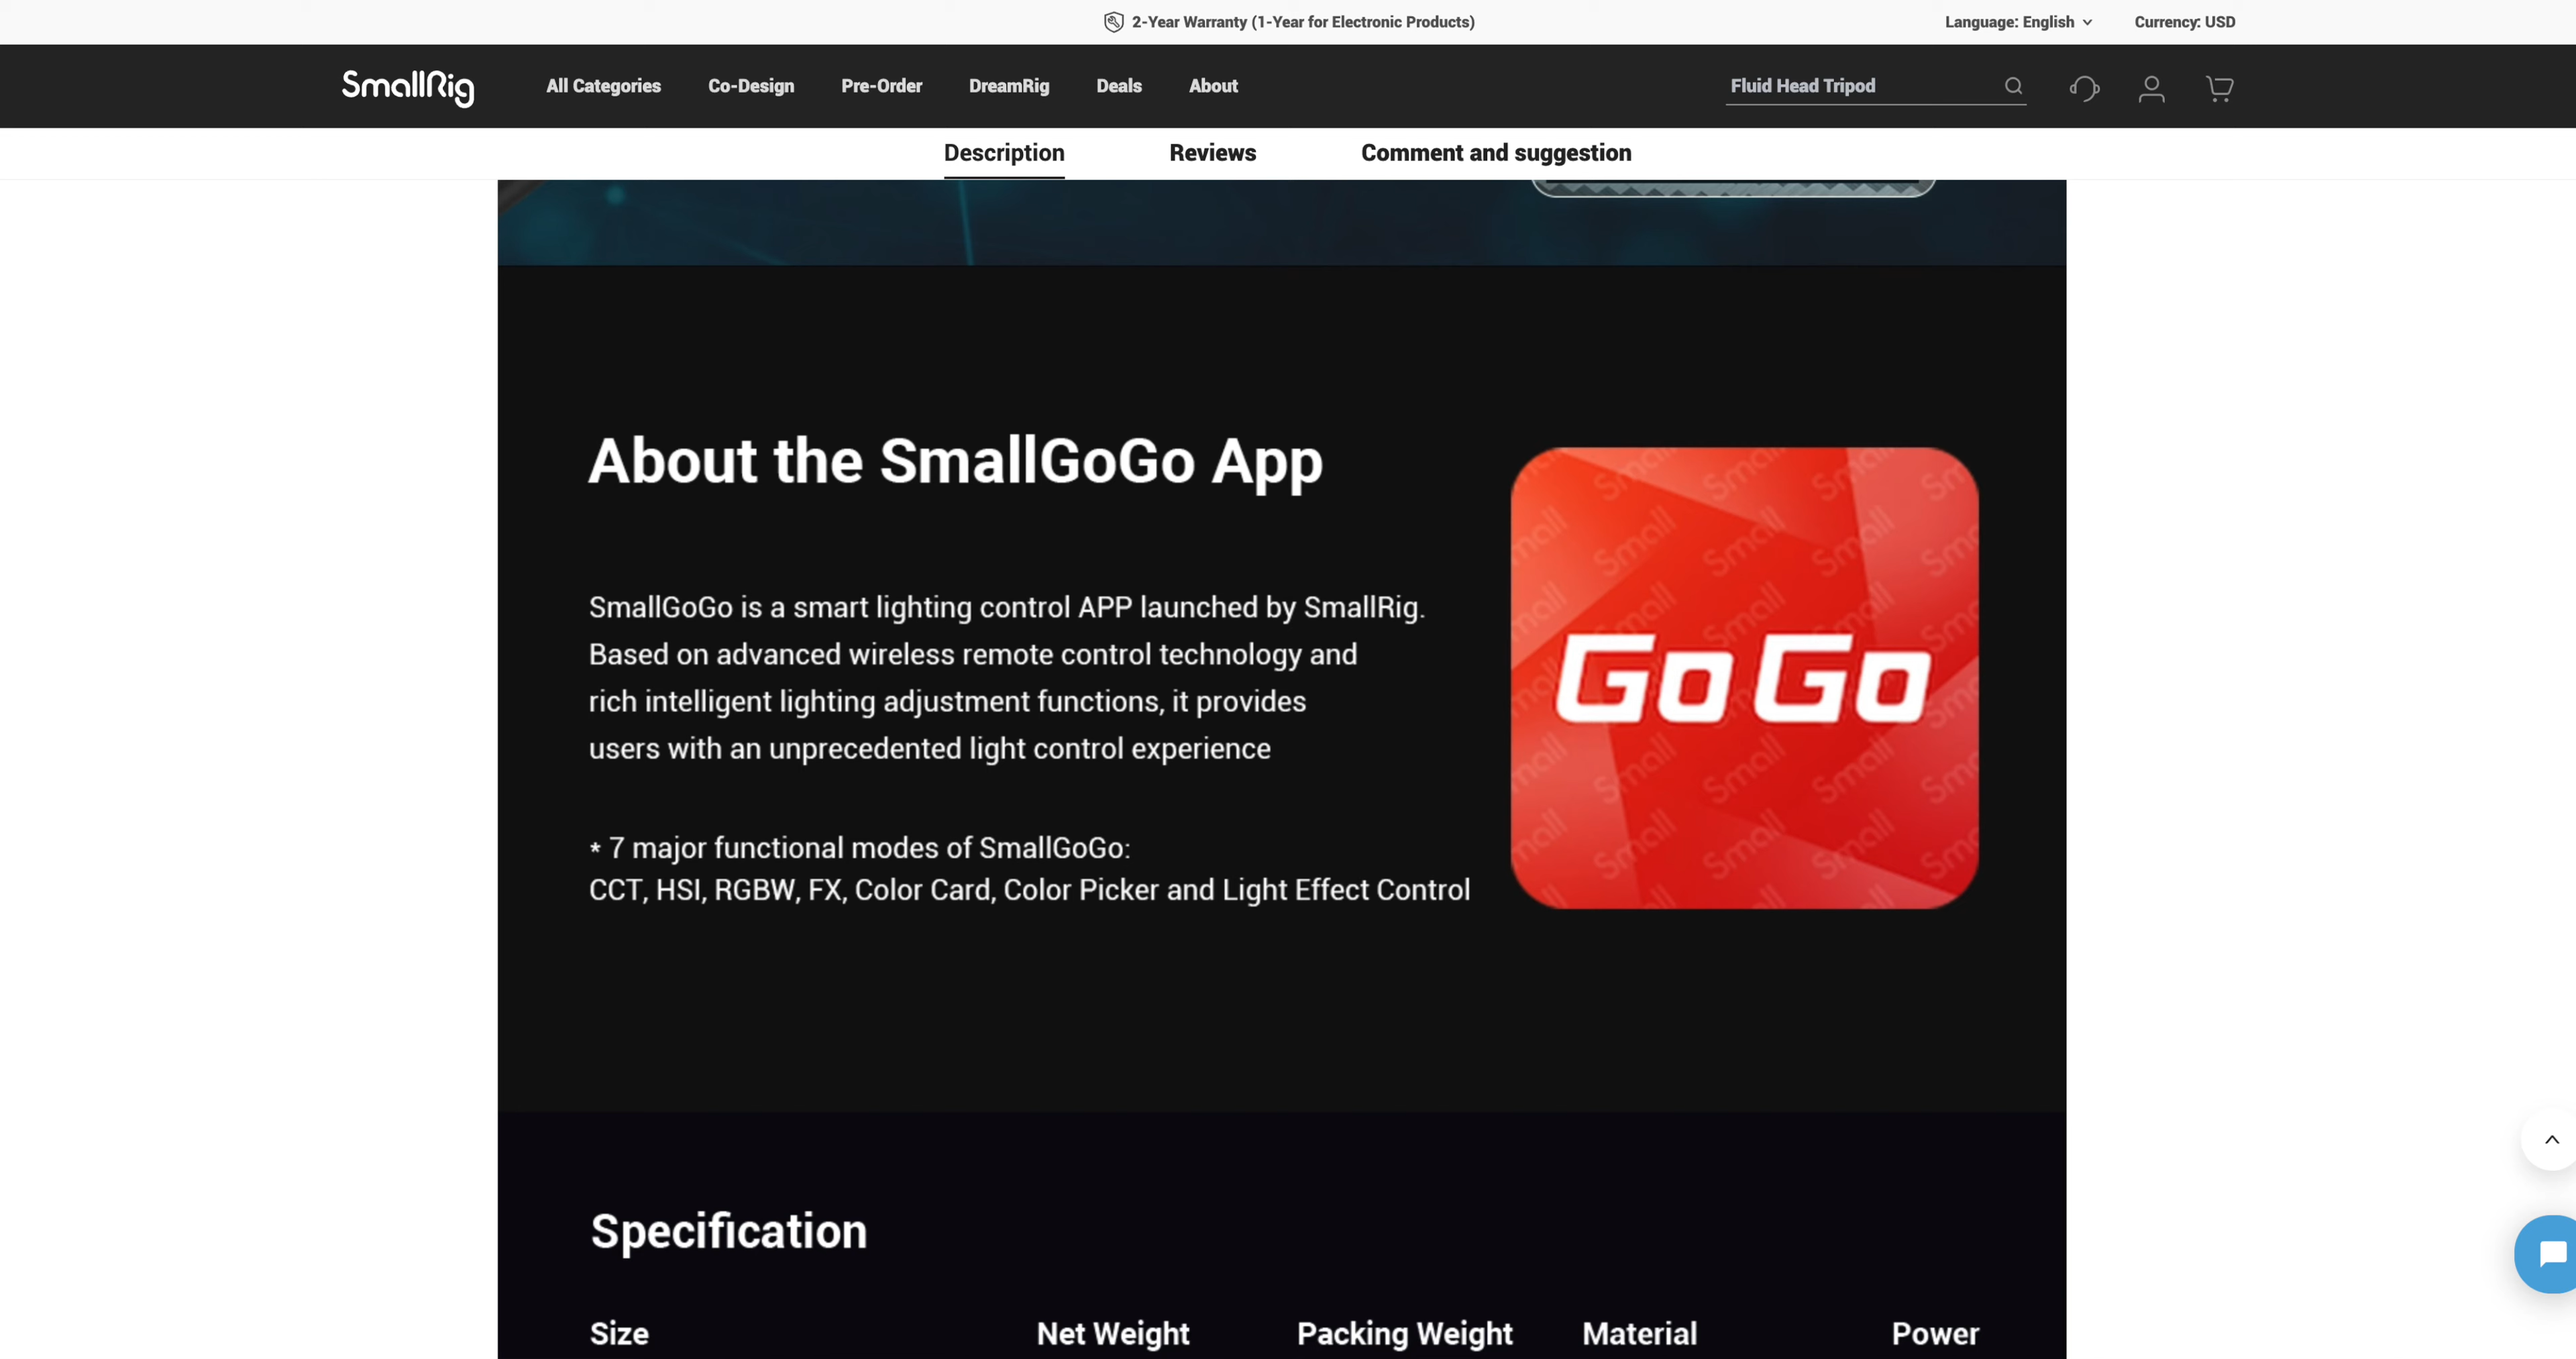 2-Year Warranty (1-Year for Electronic Products)
Language: English
Currency: USD
SmallRig
All Categories
Co-Design
Pre-Order
DreamRig
Deals
About
Fluid Head Tripod
Description
Reviews
Comment and suggestion
About the SmallGoGo App
SmallGoGo is a smart lighting control APP launched by SmallRig.
Based on advanced wireless remote control technology and
rich intelligent lighting adjustment functions, it provides
users with an unprecedented light control experience
* 7 major functional modes of SmallGoGo:
CCT, HSI, RGBW, FX, Color Card, Color Picker and Light Effect Control
GoGo
Specification
Size
Net Weight
Packing Weight
Material
Power